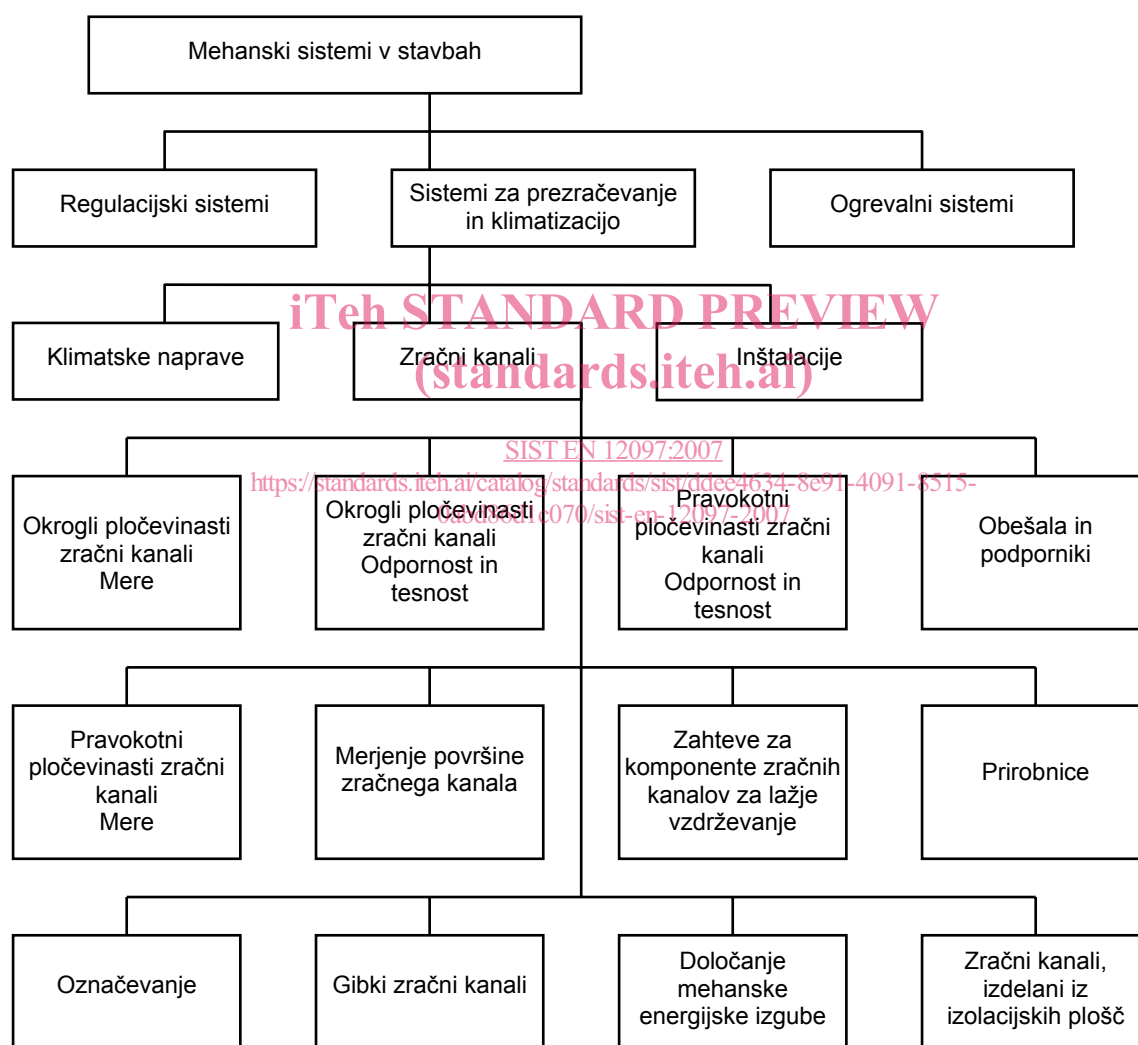 Mehanski sistemi v stavbah
Regulacijski sistemi
Sistemi za prezračevanje
in klimatizacijo
Ogrevalni sistemi
iTeh STANDARD PREVIEW
(standards.iteh.ai)
Klimatske naprave
Zračni kanali
Inštalacije
SIST EN 12097:2007
https://standards.iteh.ai/catalog/standards/sist/ddee4634-8e91-4091-8515-
Okrogli pločevinasti
zračni kanali
Mere
Okrogli pločevinasti
zračni kanali
Odpornost in
tesnost
Pravokotni
pločevinasti zračni
kanali
Odpornost in
tesnost
Obešala in
podporniki
Pravokotni
pločevinasti zračni
kanali
Mere
Merjenje površine
zračnega kanala
Zahteve za
komponente zračnih
kanalov za lažje
vzdrževanje
Prirobnice
Označevanje
Gibki zračni kanali
Določanje
mehanske
energijske izgube
Zračni kanali,
izdelani iz
izolacijskih plošč